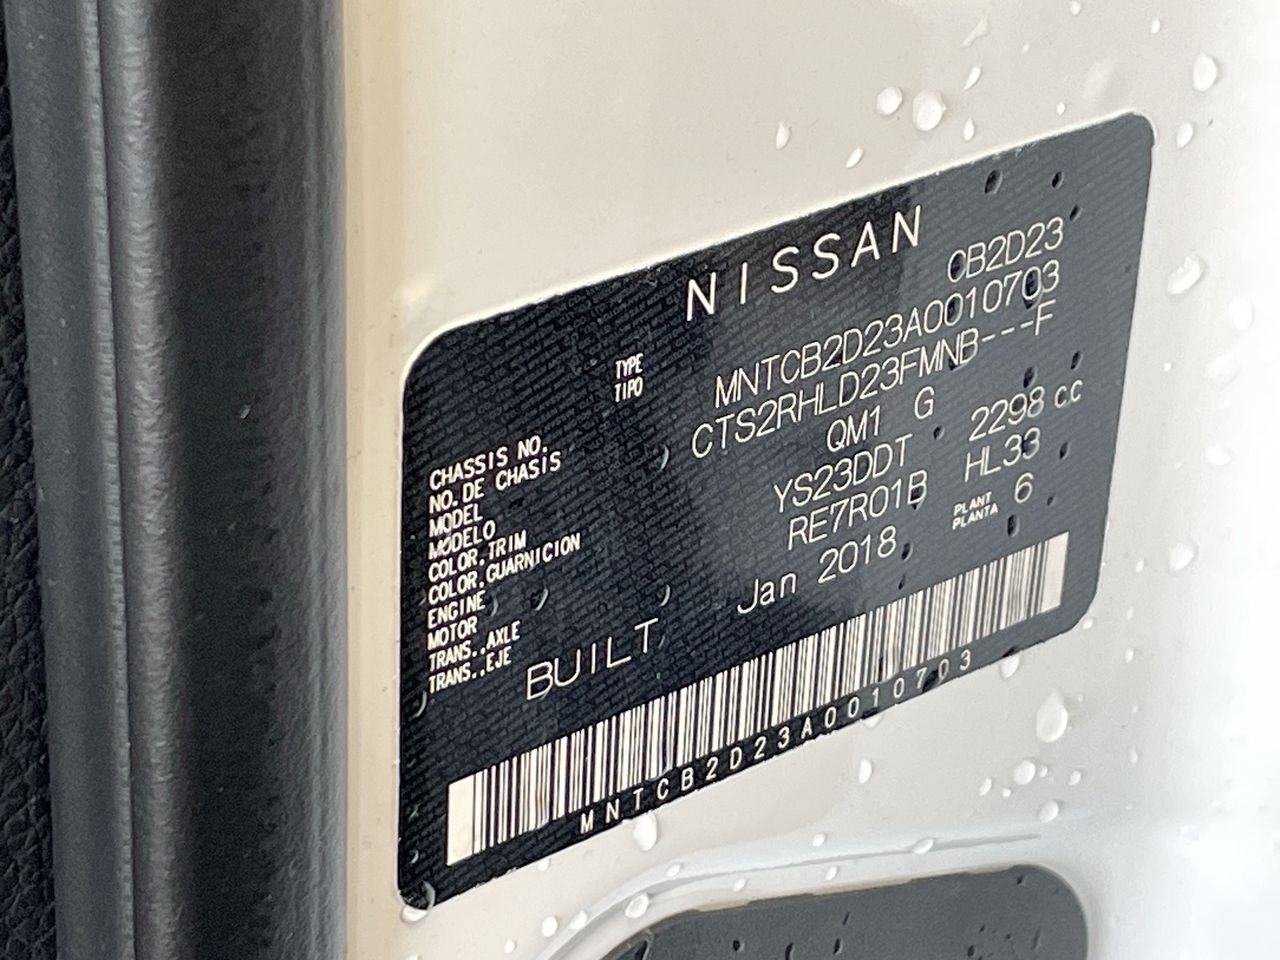 NISSAN
TYPE CB2D23
TIPO
CHASSIS NO. MNTCB2D23A0010703
NO.DE CHASIS
MODEL CTS2RHLD23FMNB---F
MODELO
COLOR,TRIM QM1 G
COLOR,GUARNICION
ENGINE YS23DDT 2298 cc
MOTOR
TRANS.,AXLE RE7R01B HL33
TRANS.,EJE
BUILT Jan 2018 PLANT 6
PLANTA
MNTCB2D23A0010703